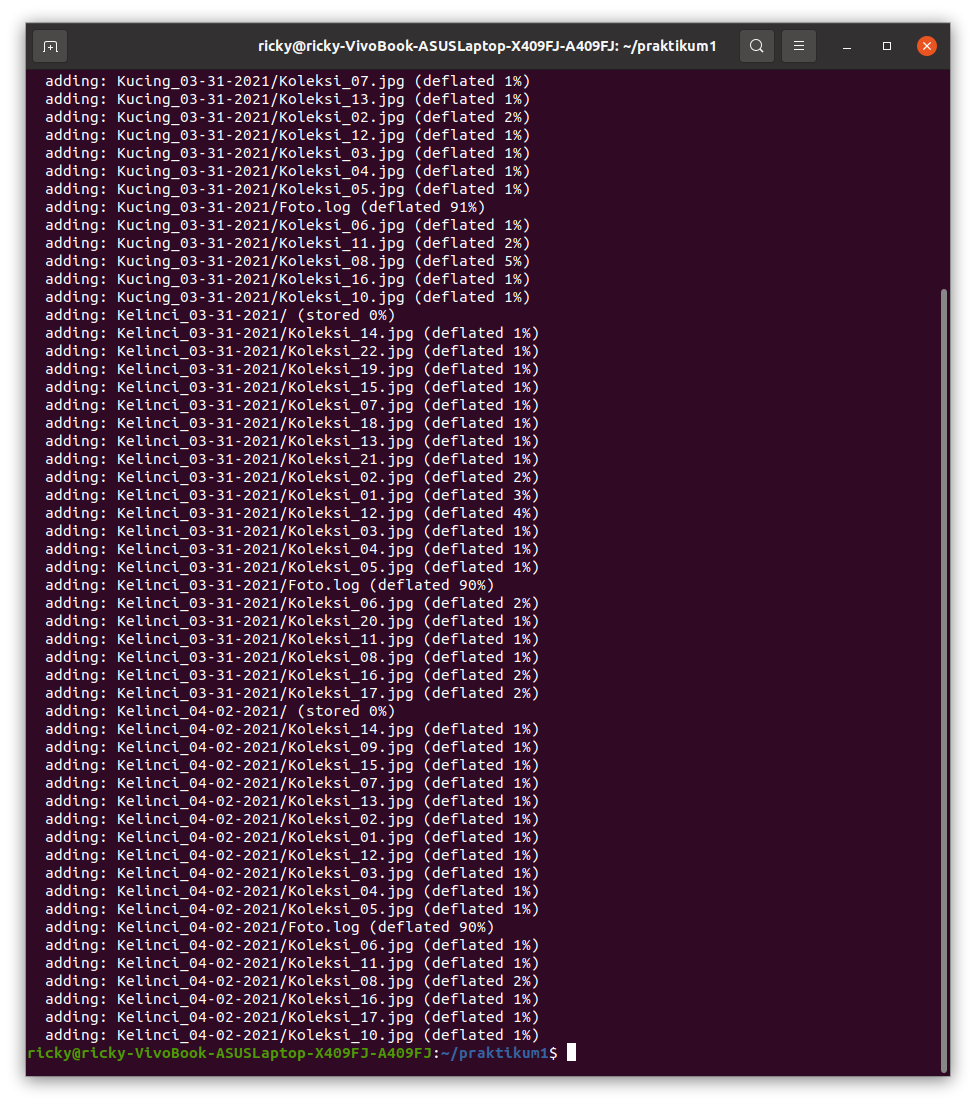 ricky@ricky-VivoBook-ASUSLaptop-X409FJ-A409FJ: ~/praktikum1
adding: Kucing_03-31-2021/Koleksi_07.jpg (deflated 1%)
adding: Kucing_03-31-2021/Koleksi_13.jpg (deflated 1%)
adding: Kucing_03-31-2021/Koleksi_02.jpg (deflated 2%)
adding: Kucing_03-31-2021/Koleksi_12.jpg (deflated 1%)
adding: Kucing_03-31-2021/Koleksi_03.jpg (deflated 1%)
adding: Kucing_03-31-2021/Koleksi_04.jpg (deflated 1%)
adding: Kucing_03-31-2021/Koleksi_05.jpg (deflated 1%)
adding: Kucing_03-31-2021/Foto.log (deflated 91%)
adding: Kucing_03-31-2021/Koleksi_06.jpg (deflated 1%)
adding: Kucing_03-31-2021/Koleksi_11.jpg (deflated 2%)
adding: Kucing_03-31-2021/Koleksi_08.jpg (deflated 5%)
adding: Kucing_03-31-2021/Koleksi_16.jpg (deflated 1%)
adding: Kucing_03-31-2021/Koleksi_10.jpg (deflated 1%)
adding: Kelinci_03-31-2021/ (stored 0%)
adding: Kelinci_03-31-2021/Koleksi_14.jpg (deflated 1%)
adding: Kelinci_03-31-2021/Koleksi_22.jpg (deflated 1%)
adding: Kelinci_03-31-2021/Koleksi_19.jpg (deflated 1%)
adding: Kelinci_03-31-2021/Koleksi_15.jpg (deflated 1%)
adding: Kelinci_03-31-2021/Koleksi_07.jpg (deflated 1%)
adding: Kelinci_03-31-2021/Koleksi_18.jpg (deflated 1%)
adding: Kelinci_03-31-2021/Koleksi_13.jpg (deflated 1%)
adding: Kelinci_03-31-2021/Koleksi_21.jpg (deflated 1%)
adding: Kelinci_03-31-2021/Koleksi_02.jpg (deflated 2%)
adding: Kelinci_03-31-2021/Koleksi_01.jpg (deflated 3%)
adding: Kelinci_03-31-2021/Koleksi_12.jpg (deflated 4%)
adding: Kelinci_03-31-2021/Koleksi_03.jpg (deflated 1%)
adding: Kelinci_03-31-2021/Koleksi_04.jpg (deflated 1%)
adding: Kelinci_03-31-2021/Koleksi_05.jpg (deflated 1%)
adding: Kelinci_03-31-2021/Foto.log (deflated 90%)
adding: Kelinci_03-31-2021/Koleksi_06.jpg (deflated 2%)
adding: Kelinci_03-31-2021/Koleksi_20.jpg (deflated 1%)
adding: Kelinci_03-31-2021/Koleksi_11.jpg (deflated 1%)
adding: Kelinci_03-31-2021/Koleksi_08.jpg (deflated 1%)
adding: Kelinci_03-31-2021/Koleksi_16.jpg (deflated 2%)
adding: Kelinci_03-31-2021/Koleksi_17.jpg (deflated 2%)
adding: Kelinci_04-02-2021/ (stored 0%)
adding: Kelinci_04-02-2021/Koleksi_14.jpg (deflated 1%)
adding: Kelinci_04-02-2021/Koleksi_09.jpg (deflated 1%)
adding: Kelinci_04-02-2021/Koleksi_15.jpg (deflated 1%)
adding: Kelinci_04-02-2021/Koleksi_07.jpg (deflated 1%)
adding: Kelinci_04-02-2021/Koleksi_13.jpg (deflated 1%)
adding: Kelinci_04-02-2021/Koleksi_02.jpg (deflated 1%)
adding: Kelinci_04-02-2021/Koleksi_01.jpg (deflated 1%)
adding: Kelinci_04-02-2021/Koleksi_12.jpg (deflated 1%)
adding: Kelinci_04-02-2021/Koleksi_03.jpg (deflated 1%)
adding: Kelinci_04-02-2021/Koleksi_04.jpg (deflated 1%)
adding: Kelinci_04-02-2021/Koleksi_05.jpg (deflated 1%)
adding: Kelinci_04-02-2021/Foto.log (deflated 90%)
adding: Kelinci_04-02-2021/Koleksi_06.jpg (deflated 1%)
adding: Kelinci_04-02-2021/Koleksi_11.jpg (deflated 1%)
adding: Kelinci_04-02-2021/Koleksi_08.jpg (deflated 2%)
adding: Kelinci_04-02-2021/Koleksi_16.jpg (deflated 1%)
adding: Kelinci_04-02-2021/Koleksi_17.jpg (deflated 1%)
adding: Kelinci_04-02-2021/Koleksi_10.jpg (deflated 1%)
ricky@ricky-VivoBook-ASUSLaptop-X409FJ-A409FJ:~/praktikum1$